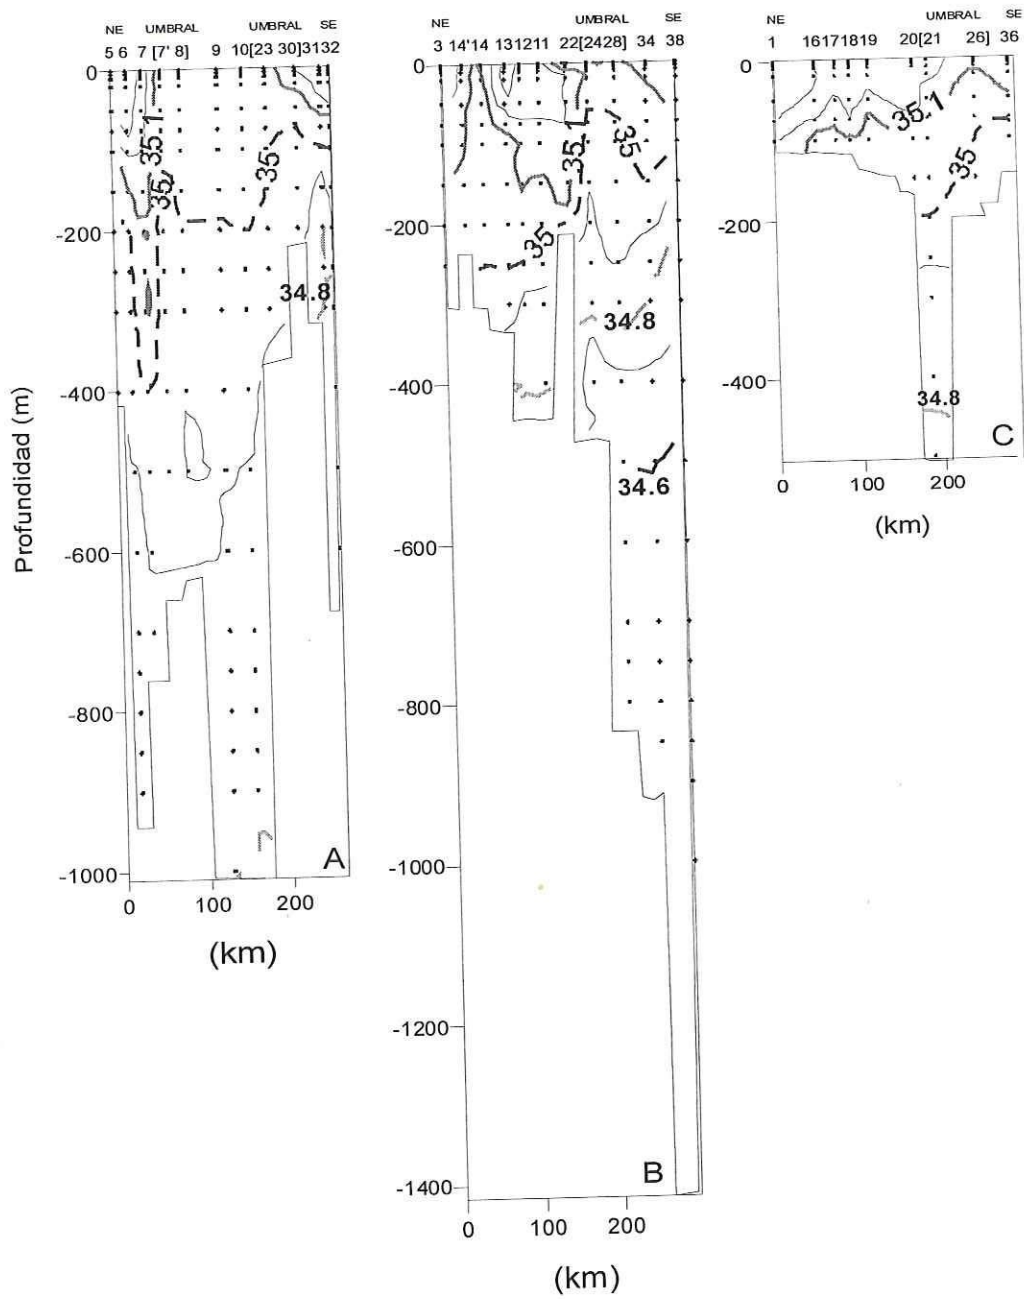 NE UMBRAL UMBRAL SE
5 6 7 [7' 8] 9 10[23 30]3132
0
-200
-400
-600
-800
-1000
Profundidad (m)
35.1
35
35
34.8
A
0 100 200
(km)
NE UMBRAL SE
3 14'14 131211 22[2428] 34 38
0
-200
-400
-600
-800
-1000
-1200
-1400
35.1
35
35
34.8
34.6
B
0 100 200
(km)
NE UMBRAL SE
1 16171819 20[21 26] 36
0
-200
-400
35.1
35
34.8
C
0 100 200
(km)